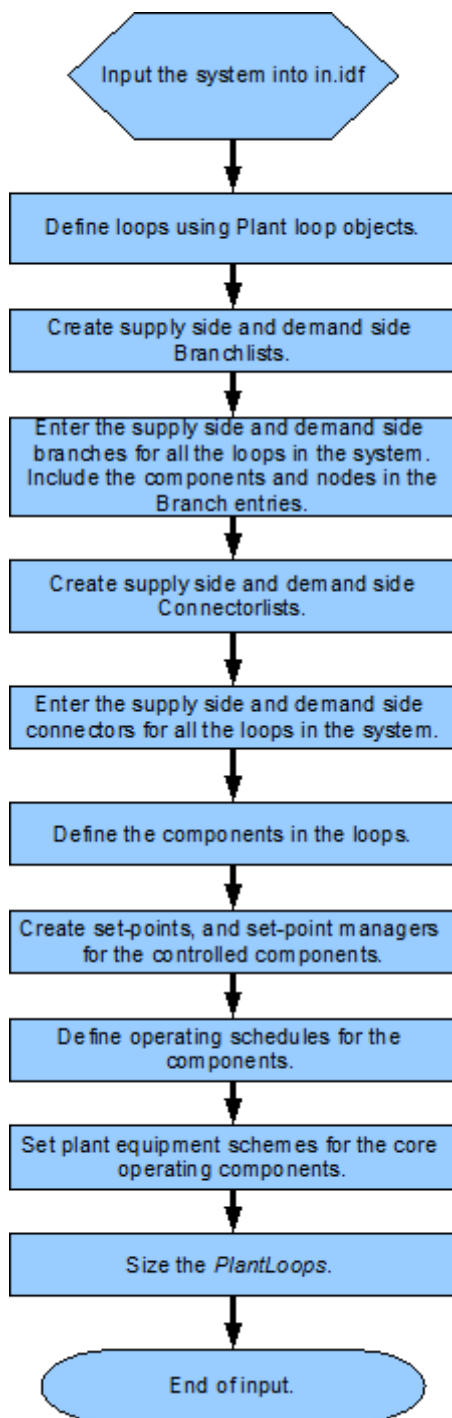 Input the system into in.idf
Define loops using Plant loop objects.
Create supply side and demand side
Branchlists.
Enter the supply side and demand side
branches for all the loops in the system.
Include the components and nodes in the
Branch entries.
Create supply side and demand side
Connectorlists.
Enter the supply side and demand side
connectors for all the loops in the system.
Define the components in the loops.
Create set-points, and set-point managers
for the controlled components.
Define operating schedules for the
components.
Set plant equipment schemes for the core
operating components.
Size the PlantLoops.
End of input.